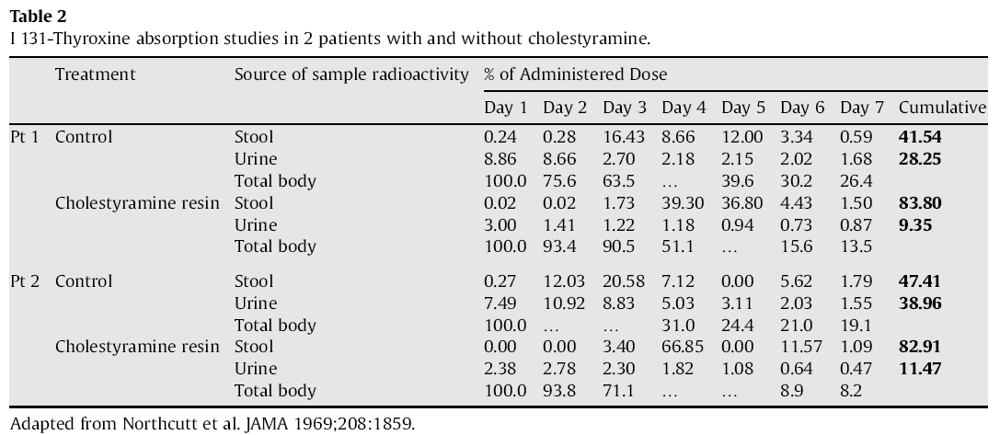 Table 2
I 131-Thyroxine absorption studies in 2 patients with and without cholestyramine.
Treatment Source of sample radioactivity % of Administered Dose
Day 1 Day 2 Day 3 Day 4 Day 5 Day 6 Day 7 Cumulative
Pt 1 Control Stool 0.24 0.28 16.43 8.66 12.00 3.34 0.59 41.54
Urine 8.86 8.66 2.70 2.18 2.15 2.02 1.68 28.25
Total body 100.0 75.6 63.5 ... 39.6 30.2 26.4
Cholestyramine resin Stool 0.02 0.02 1.73 39.30 36.80 4.43 1.50 83.80
Urine 3.00 1.41 1.22 1.18 0.94 0.73 0.87 9.35
Total body 100.0 93.4 90.5 51.1 ... 15.6 13.5
Pt 2 Control Stool 0.27 12.03 20.58 7.12 0.00 5.62 1.79 47.41
Urine 7.49 10.92 8.83 5.03 3.11 2.03 1.55 38.96
Total body 100.0 ... ... 31.0 24.4 21.0 19.1
Cholestyramine resin Stool 0.00 0.00 3.40 66.85 0.00 11.57 1.09 82.91
Urine 2.38 2.78 2.30 1.82 1.08 0.64 0.47 11.47
Total body 100.0 93.8 71.1 ... ... 8.9 8.2
Adapted from Northcutt et al. JAMA 1969;208:1859.